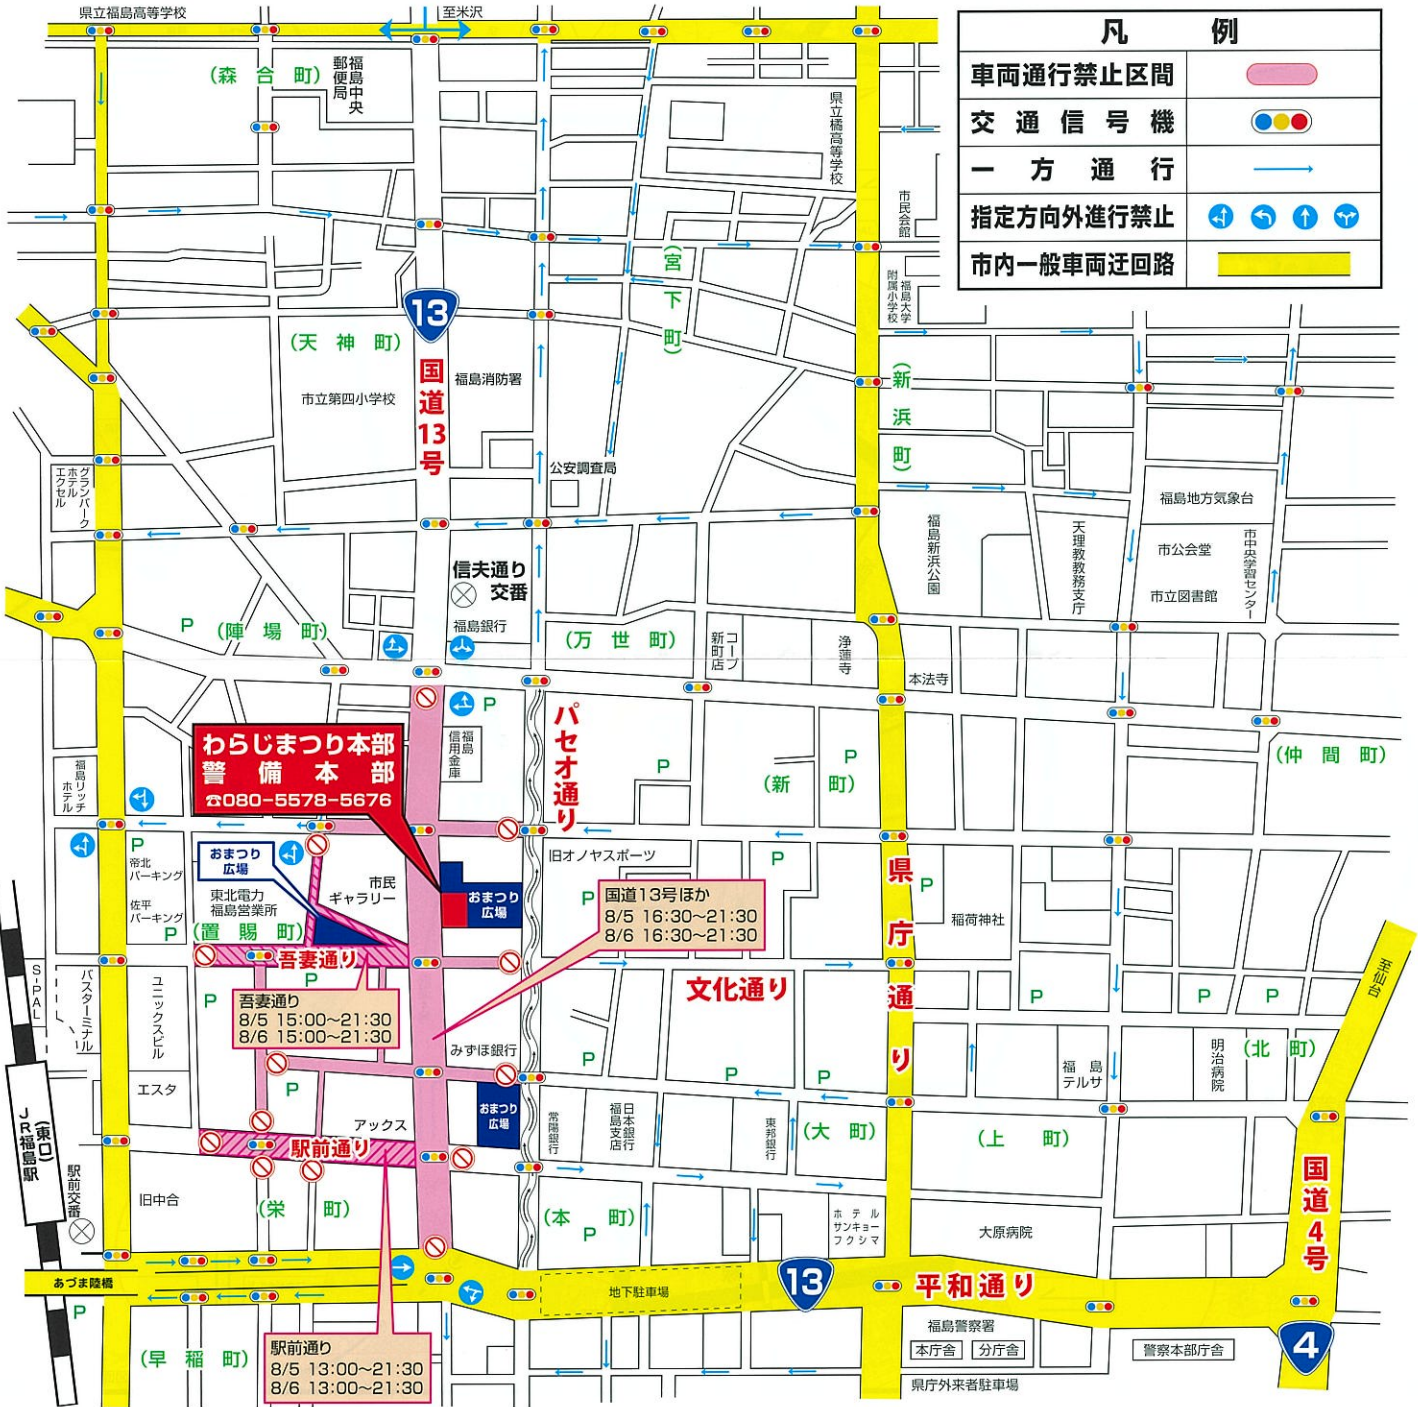 県立福島高等学校
至米沢
凡例
車両通行禁止区間
交通信号機
一方通行
指定方向外進行禁止
市内一般車両迂回路
(森合町)
福島中央
郵便局
県立橘高等学校
市民会館
福島大学
附属小学校
(宮下町)
13
(天神町)
国道13号
福島消防署
市立第四小学校
(新浜町)
グランパーク
ホテル
エクセル
公安調査局
福島地方気象台
福島新浜公園
天理教教務支庁
市公会堂
市立図書館
市中央学習センター
信夫通り
交番
福島銀行
P
(陣場町)
(万世町)
コープ
新町店
浄蓮寺
本法寺
P
パセオ通り
福島
信用金庫
わらじまつり本部
警備本部
☎080-5578-5676
福島リッチ
ホテル
P
(新町)
P
(仲間町)
P
帝北
パーキング
佐平
パーキング
P
おまつり
広場
東北電力
福島営業所
(置賜町)
市民
ギャラリー
おまつり
広場
旧オノヤスポーツ
P
P
国道13号ほか
8/5 16:30～21:30
8/6 16:30～21:30
県庁通り
P
稲荷神社
吾妻通り
P
文化通り
S-PAL
バスターミナル
ユニックスビル
P
吾妻通り
8/5 15:00～21:30
8/6 15:00～21:30
P
P
P
至仙台
みずほ銀行
P
P
P
福島
テルサ
明治病院
(北町)
エスタ
P
おまつり
広場
JR福島駅
(東口)
アックス
駅前通り
常陽銀行
日本銀行
福島支店
東邦銀行
(大町)
(上町)
駅前交番
旧中合
(栄町)
(本町)
P
ホテル
サンキョー
フクシマ
大原病院
国道4号
あづま陸橋
P
地下駐車場
13
平和通り
(早稲町)
駅前通り
8/5 13:00～21:30
8/6 13:00～21:30
福島警察署
本庁舎
分庁舎
警察本部庁舎
4
県庁外来者駐車場